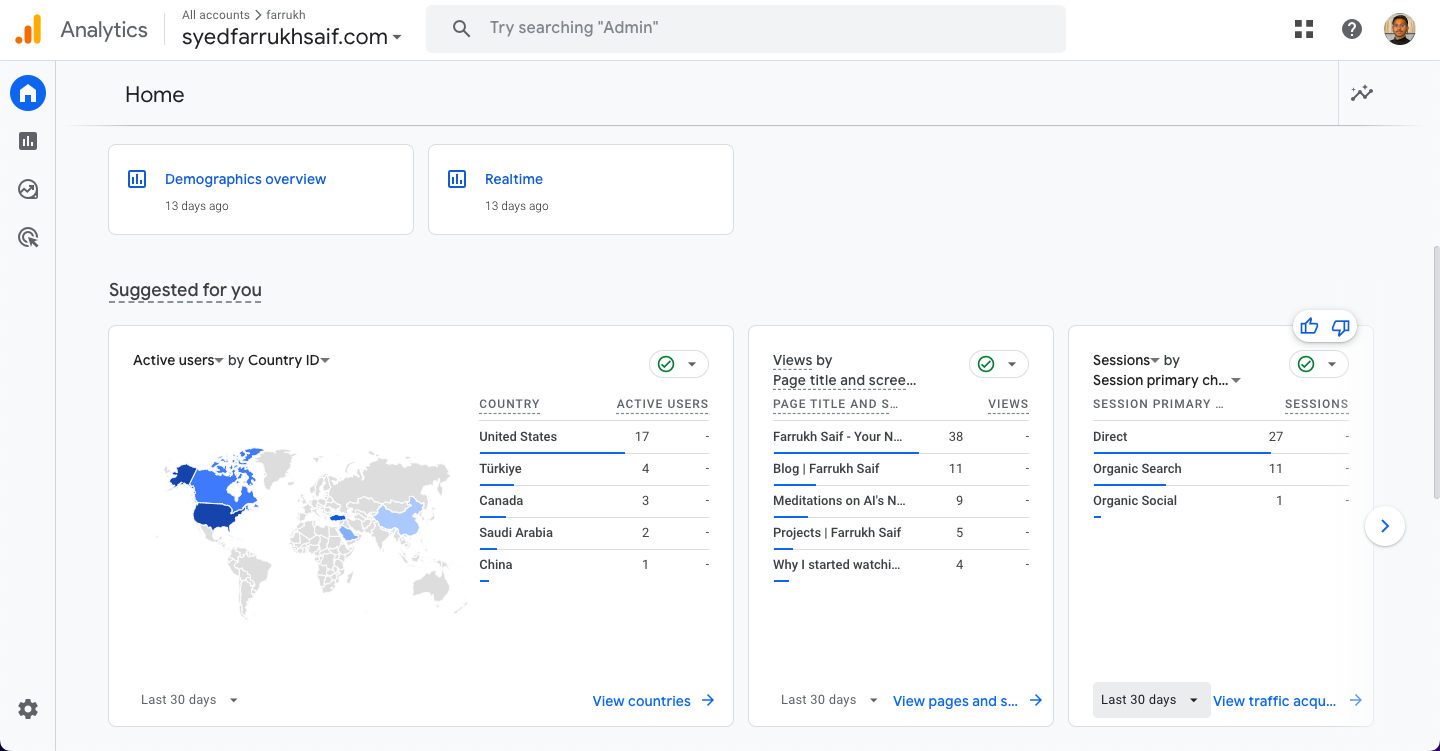 Analytics
All accounts > farrukh
syedfarrukhsaif.com
Try searching "Admin"
Home
Demographics overview
13 days ago
Realtime
13 days ago
Suggested for you
Active users by Country ID
COUNTRY ACTIVE USERS
United States 17 -
Türkiye 4 -
Canada 3 -
Saudi Arabia 2 -
China 1 -
Last 30 days
View countries
Views by
Page title and scree...
PAGE TITLE AND S... VIEWS
Farrukh Saif - Your N... 38 -
Blog | Farrukh Saif 11 -
Meditations on AI's N... 9 -
Projects | Farrukh Saif 5 -
Why I started watchi... 4 -
Last 30 days
View pages and s...
Sessions by
Session primary ch...
SESSION PRIMARY ... SESSIONS
Direct 27 -
Organic Search 11 -
Organic Social 1 -
Last 30 days
View traffic acqu...